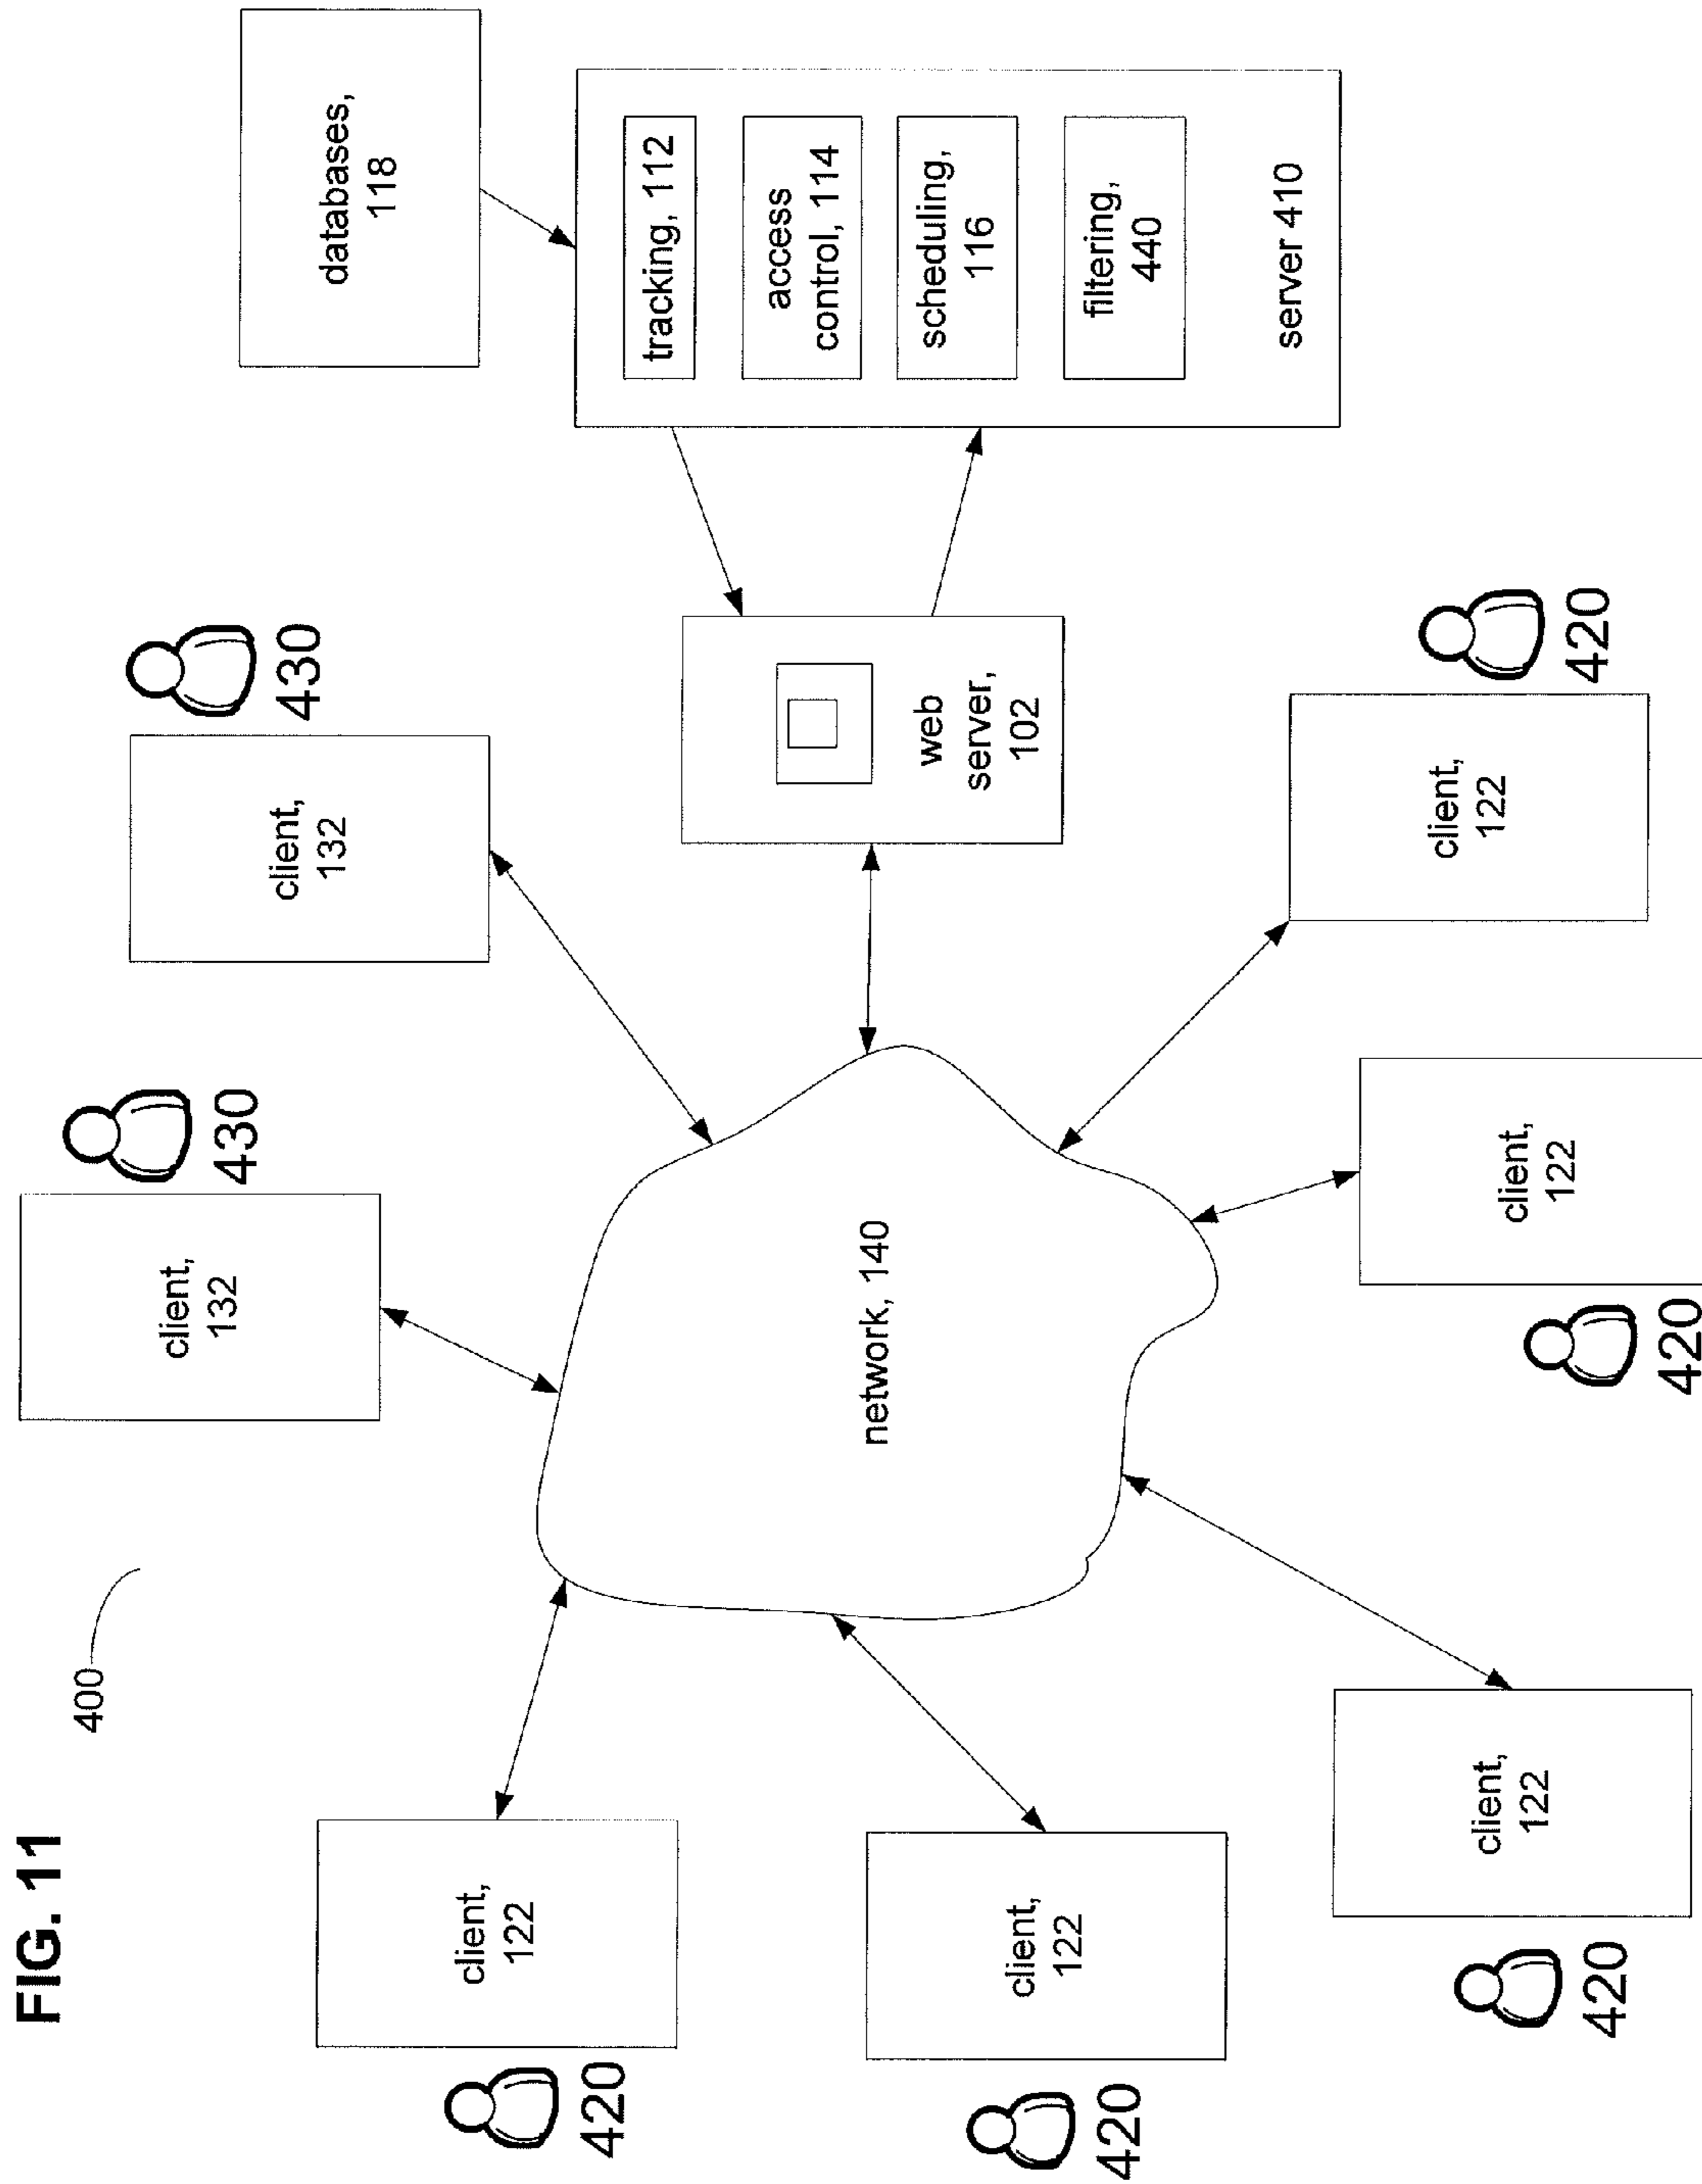 FIG. 11
400
client,
132
430
client,
132
430
databases,
118
tracking, 112
access
control, 114
scheduling,
116
filtering,
440
server 410
web
server,
102
network, 140
client,
122
420
client,
122
420
client,
122
420
client,
122
420
client,
122
420